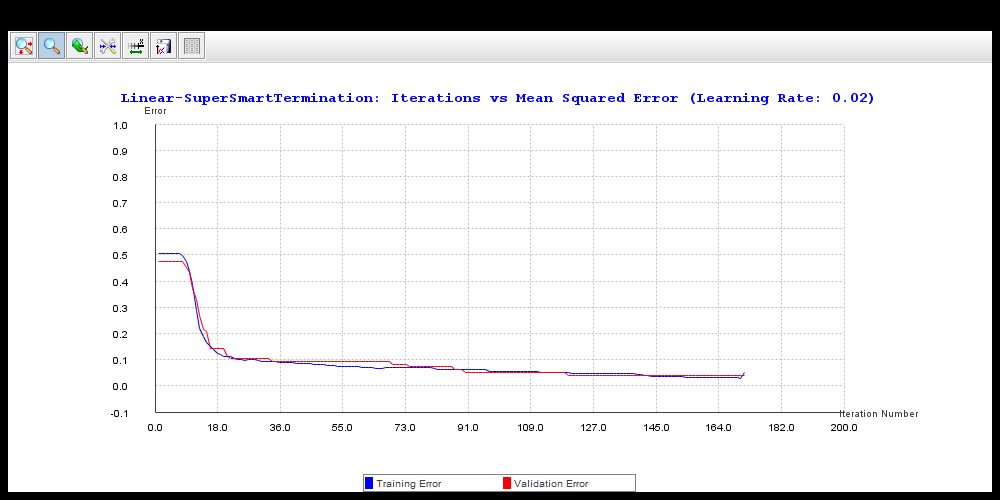 Linear-SuperSmartTermination: Iterations vs Mean Squared Error (Learning Rate: 0.02)
Error
1.0
0.9
0.8
0.7
0.6
0.5
0.4
0.3
0.2
0.1
0.0
-0.1
Iteration Number
0.0 18.0 36.0 55.0 73.0 91.0 109.0 127.0 145.0 164.0 182.0 200.0
Training Error Validation Error